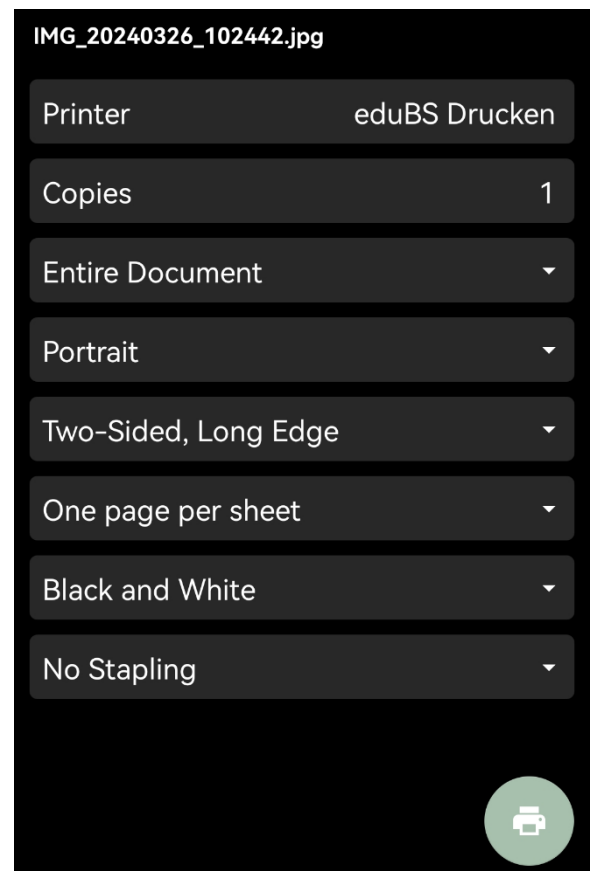 IMG_20240326_102442.jpg
Printer eduBS Drucken
Copies 1
Entire Document
Portrait
Two-Sided, Long Edge
One page per sheet
Black and White
No Stapling